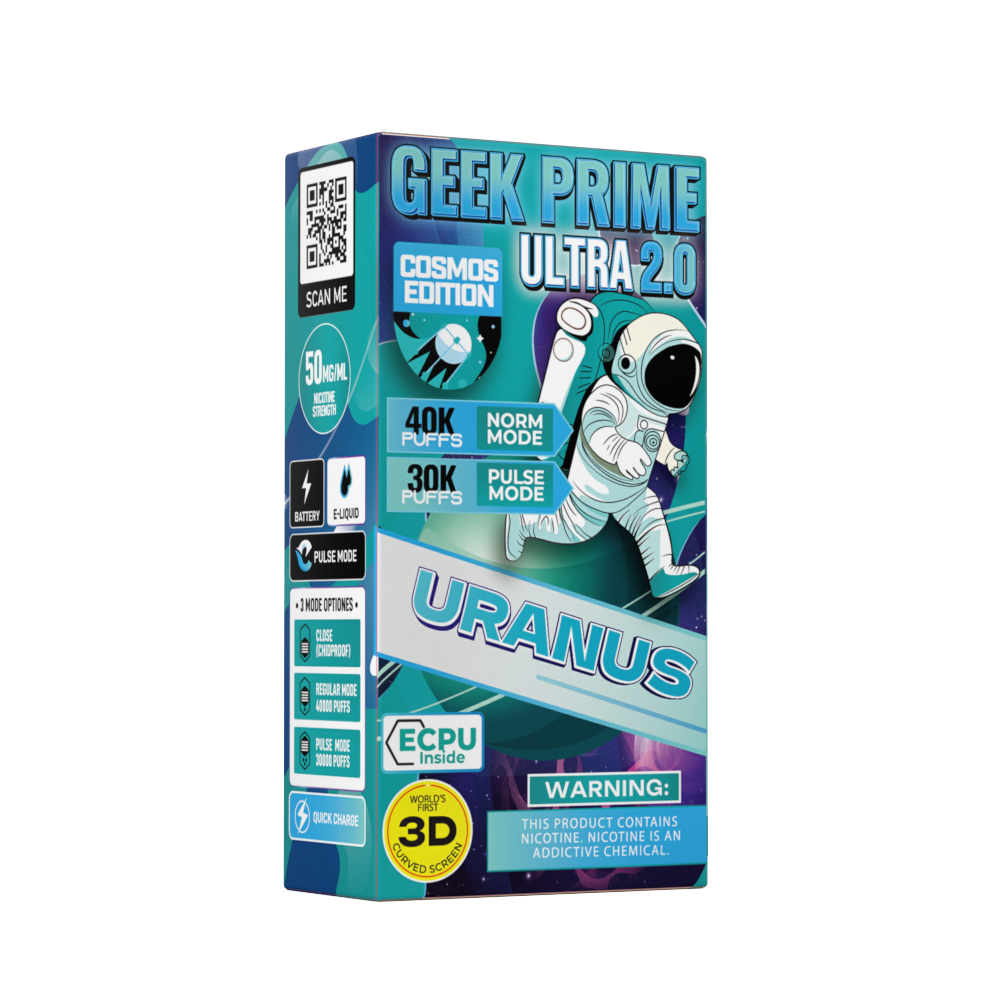 SCAN ME
50MG/ML
NICOTINE
STRENGTH
BATTERY
E-LIQUID
PULSE MODE
• 3 MODE OPTIONES •
CLOSE
(CHIDPROOF)
REGULAR MODE
40000 PUFFS
PULSE MODE
30000 PUFFS
QUICK CHARGE
GEEK PRIME
ULTRA 2.0
COSMOS
EDITION
40K
PUFFS
NORM
MODE
30K
PUFFS
PULSE
MODE
URANUS
ECPU
Inside
WORLD'S
FIRST
3D
CURVED SCREEN
WARNING:
THIS PRODUCT CONTAINS
NICOTINE. NICOTINE IS AN
ADDICTIVE CHEMICAL.